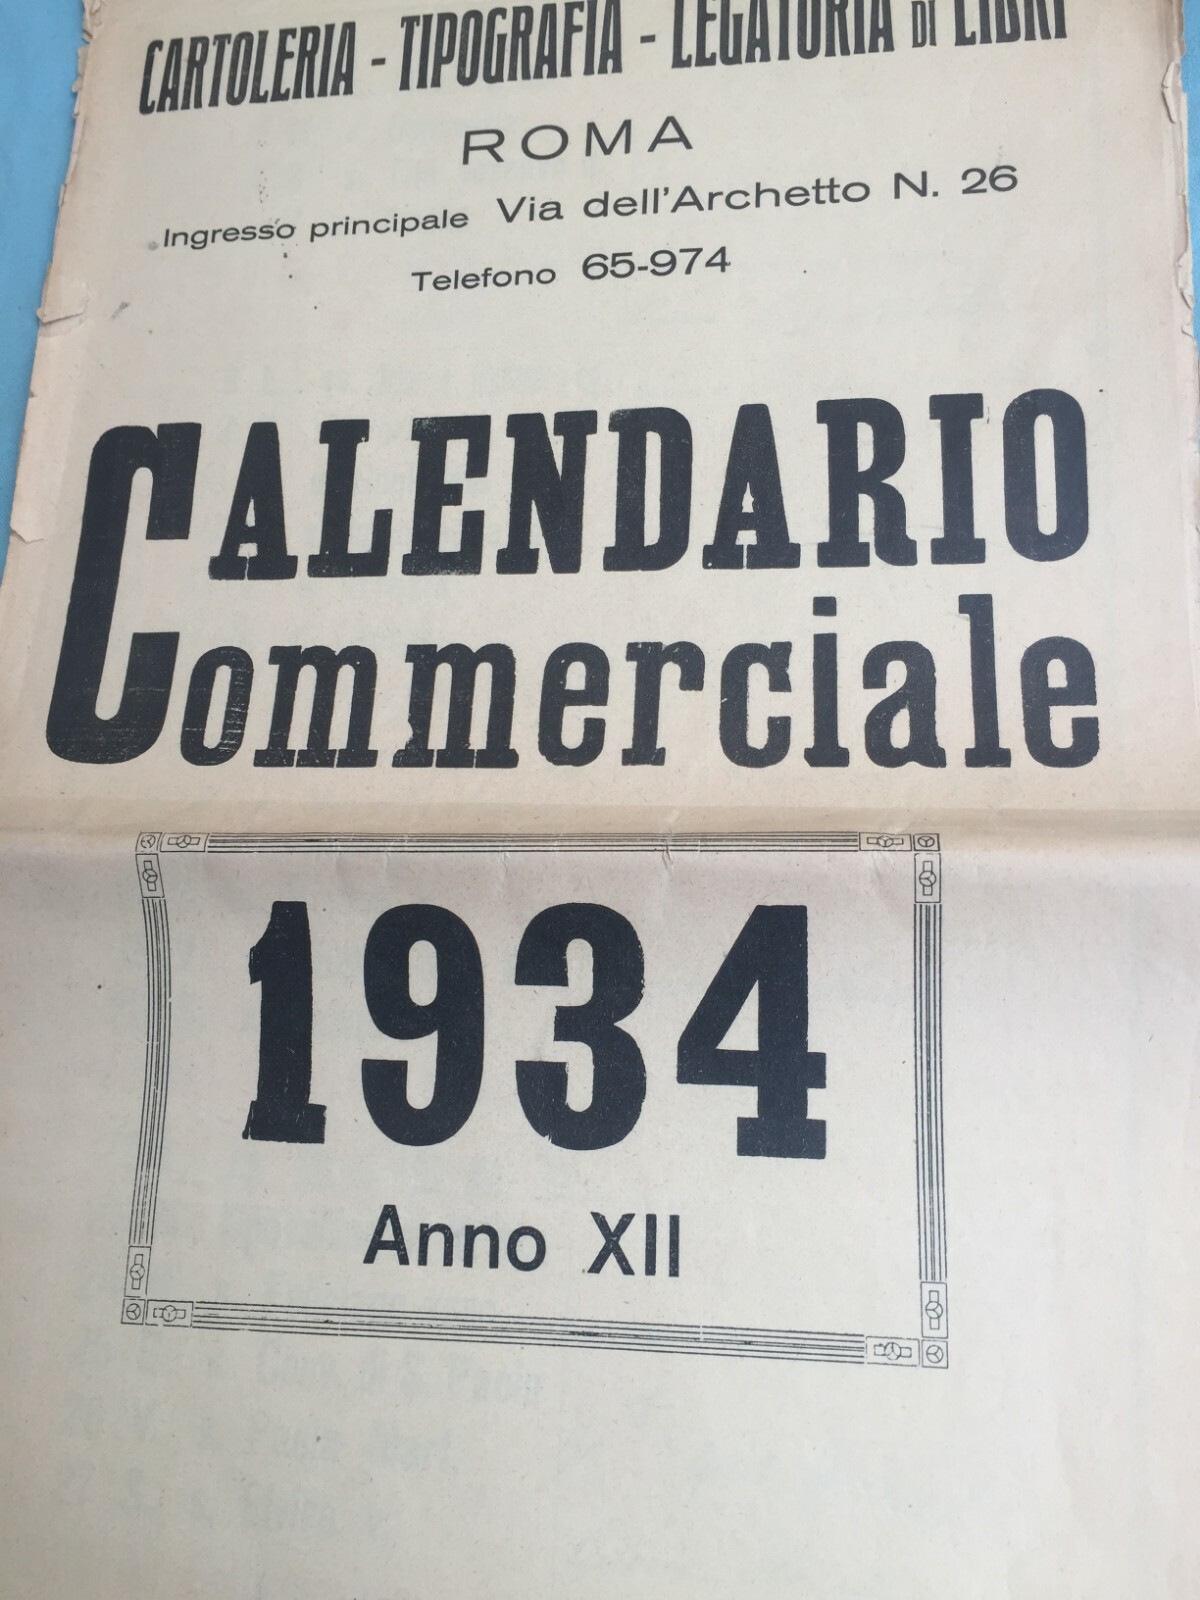 CARTOLERIA - TIPOGRAFIA - LEGATORIA DI LIBRI
ROMA
Ingresso principale Via dell'Archetto N. 26
Telefono 65-974
CALENDARIO
Commerciale
1934
Anno XII